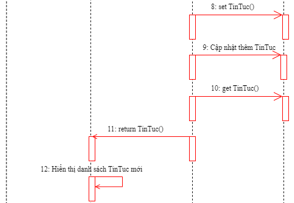 8: set TinTuc()
9: Cập nhật thêm TinTuc
10: get TinTuc()
11: return TinTuc()
12: Hiển thị danh sách TinTuc mới